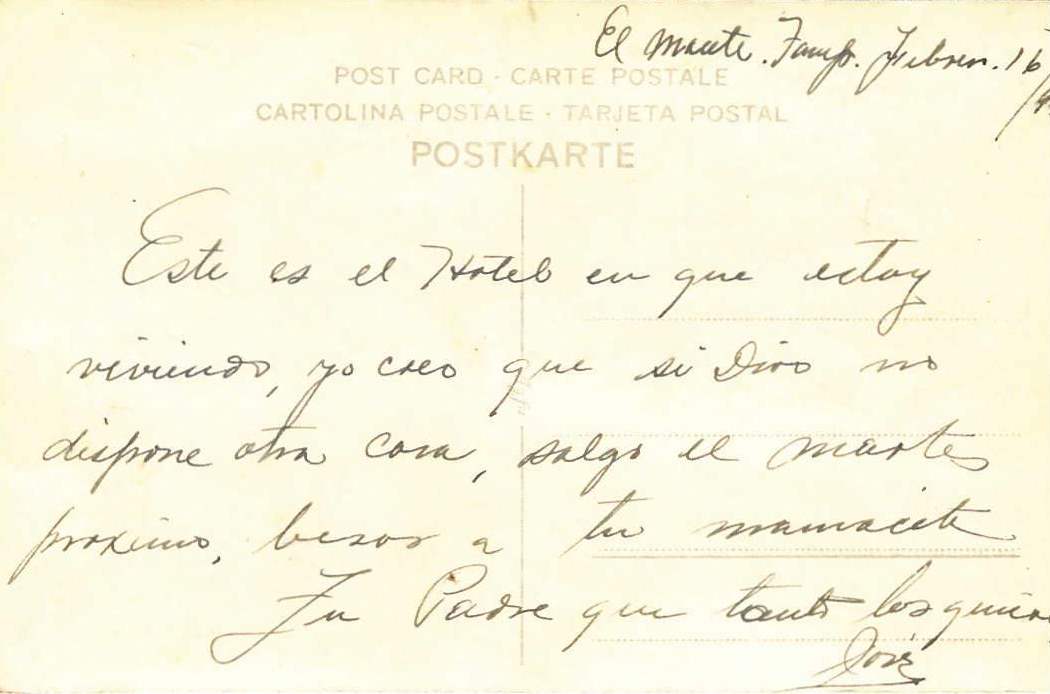 El Mante. Tamp. Febrero. 16
POST CARD · CARTE POSTALE
CARTOLINA POSTALE · TARJETA POSTAL
POSTKARTE
Este es el Hotel en que estoy
viviendo, yo creo que si Dios no
dispone otra cosa, salgo el martes
proximo, besos a tu mamacita
Tu Padre que tanto los quiere
José